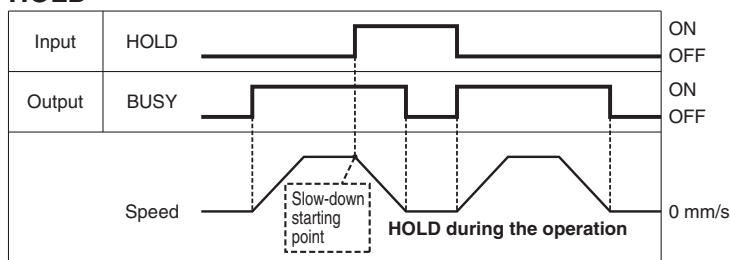 HOLD
Input HOLD ON
OFF
Output BUSY ON
OFF
Slow-down
starting
point
Speed HOLD during the operation 0 mm/s